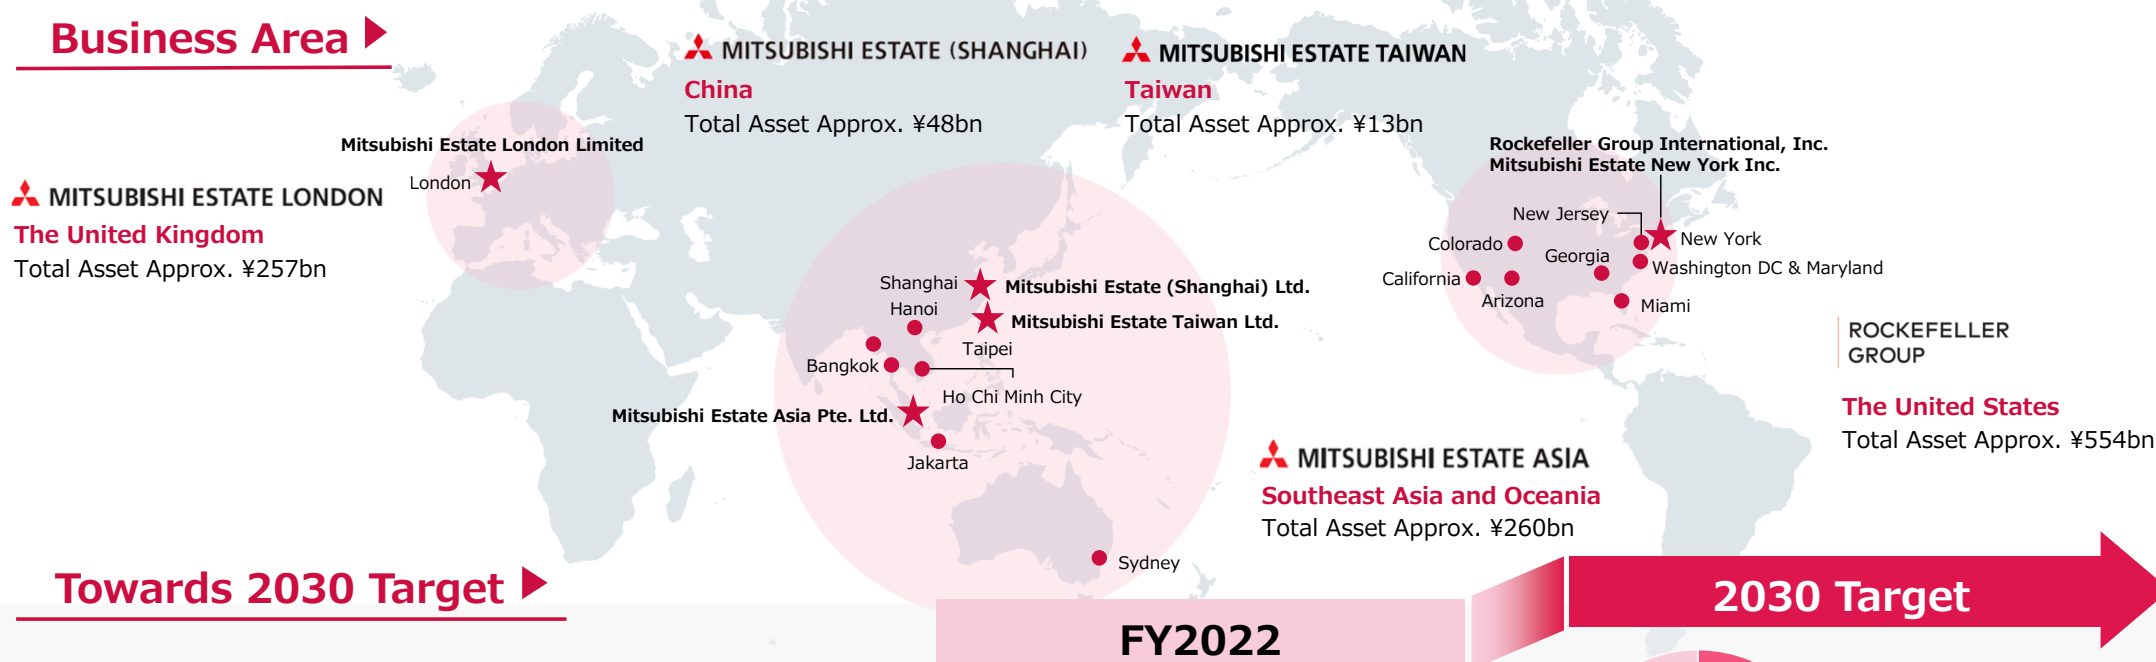 Business Area
MITSUBISHI ESTATE (SHANGHAI)
China
Total Asset Approx. ¥48bn
MITSUBISHI ESTATE TAIWAN
Taiwan
Total Asset Approx. ¥13bn
Mitsubishi Estate London Limited
London
MITSUBISHI ESTATE LONDON
The United Kingdom
Total Asset Approx. ¥257bn
Rockefeller Group International, Inc.
Mitsubishi Estate New York Inc.
New Jersey
New York
Colorado
Georgia
Washington DC & Maryland
California
Arizona
Miami
ROCKEFELLER
GROUP
The United States
Total Asset Approx. ¥554bn
Shanghai
Mitsubishi Estate (Shanghai) Ltd.
Hanoi
Mitsubishi Estate Taiwan Ltd.
Taipei
Bangkok
Ho Chi Minh City
Mitsubishi Estate Asia Pte. Ltd.
Jakarta
MITSUBISHI ESTATE ASIA
Southeast Asia and Oceania
Total Asset Approx. ¥260bn
Sydney
Towards 2030 Target
FY2022
2030 Target